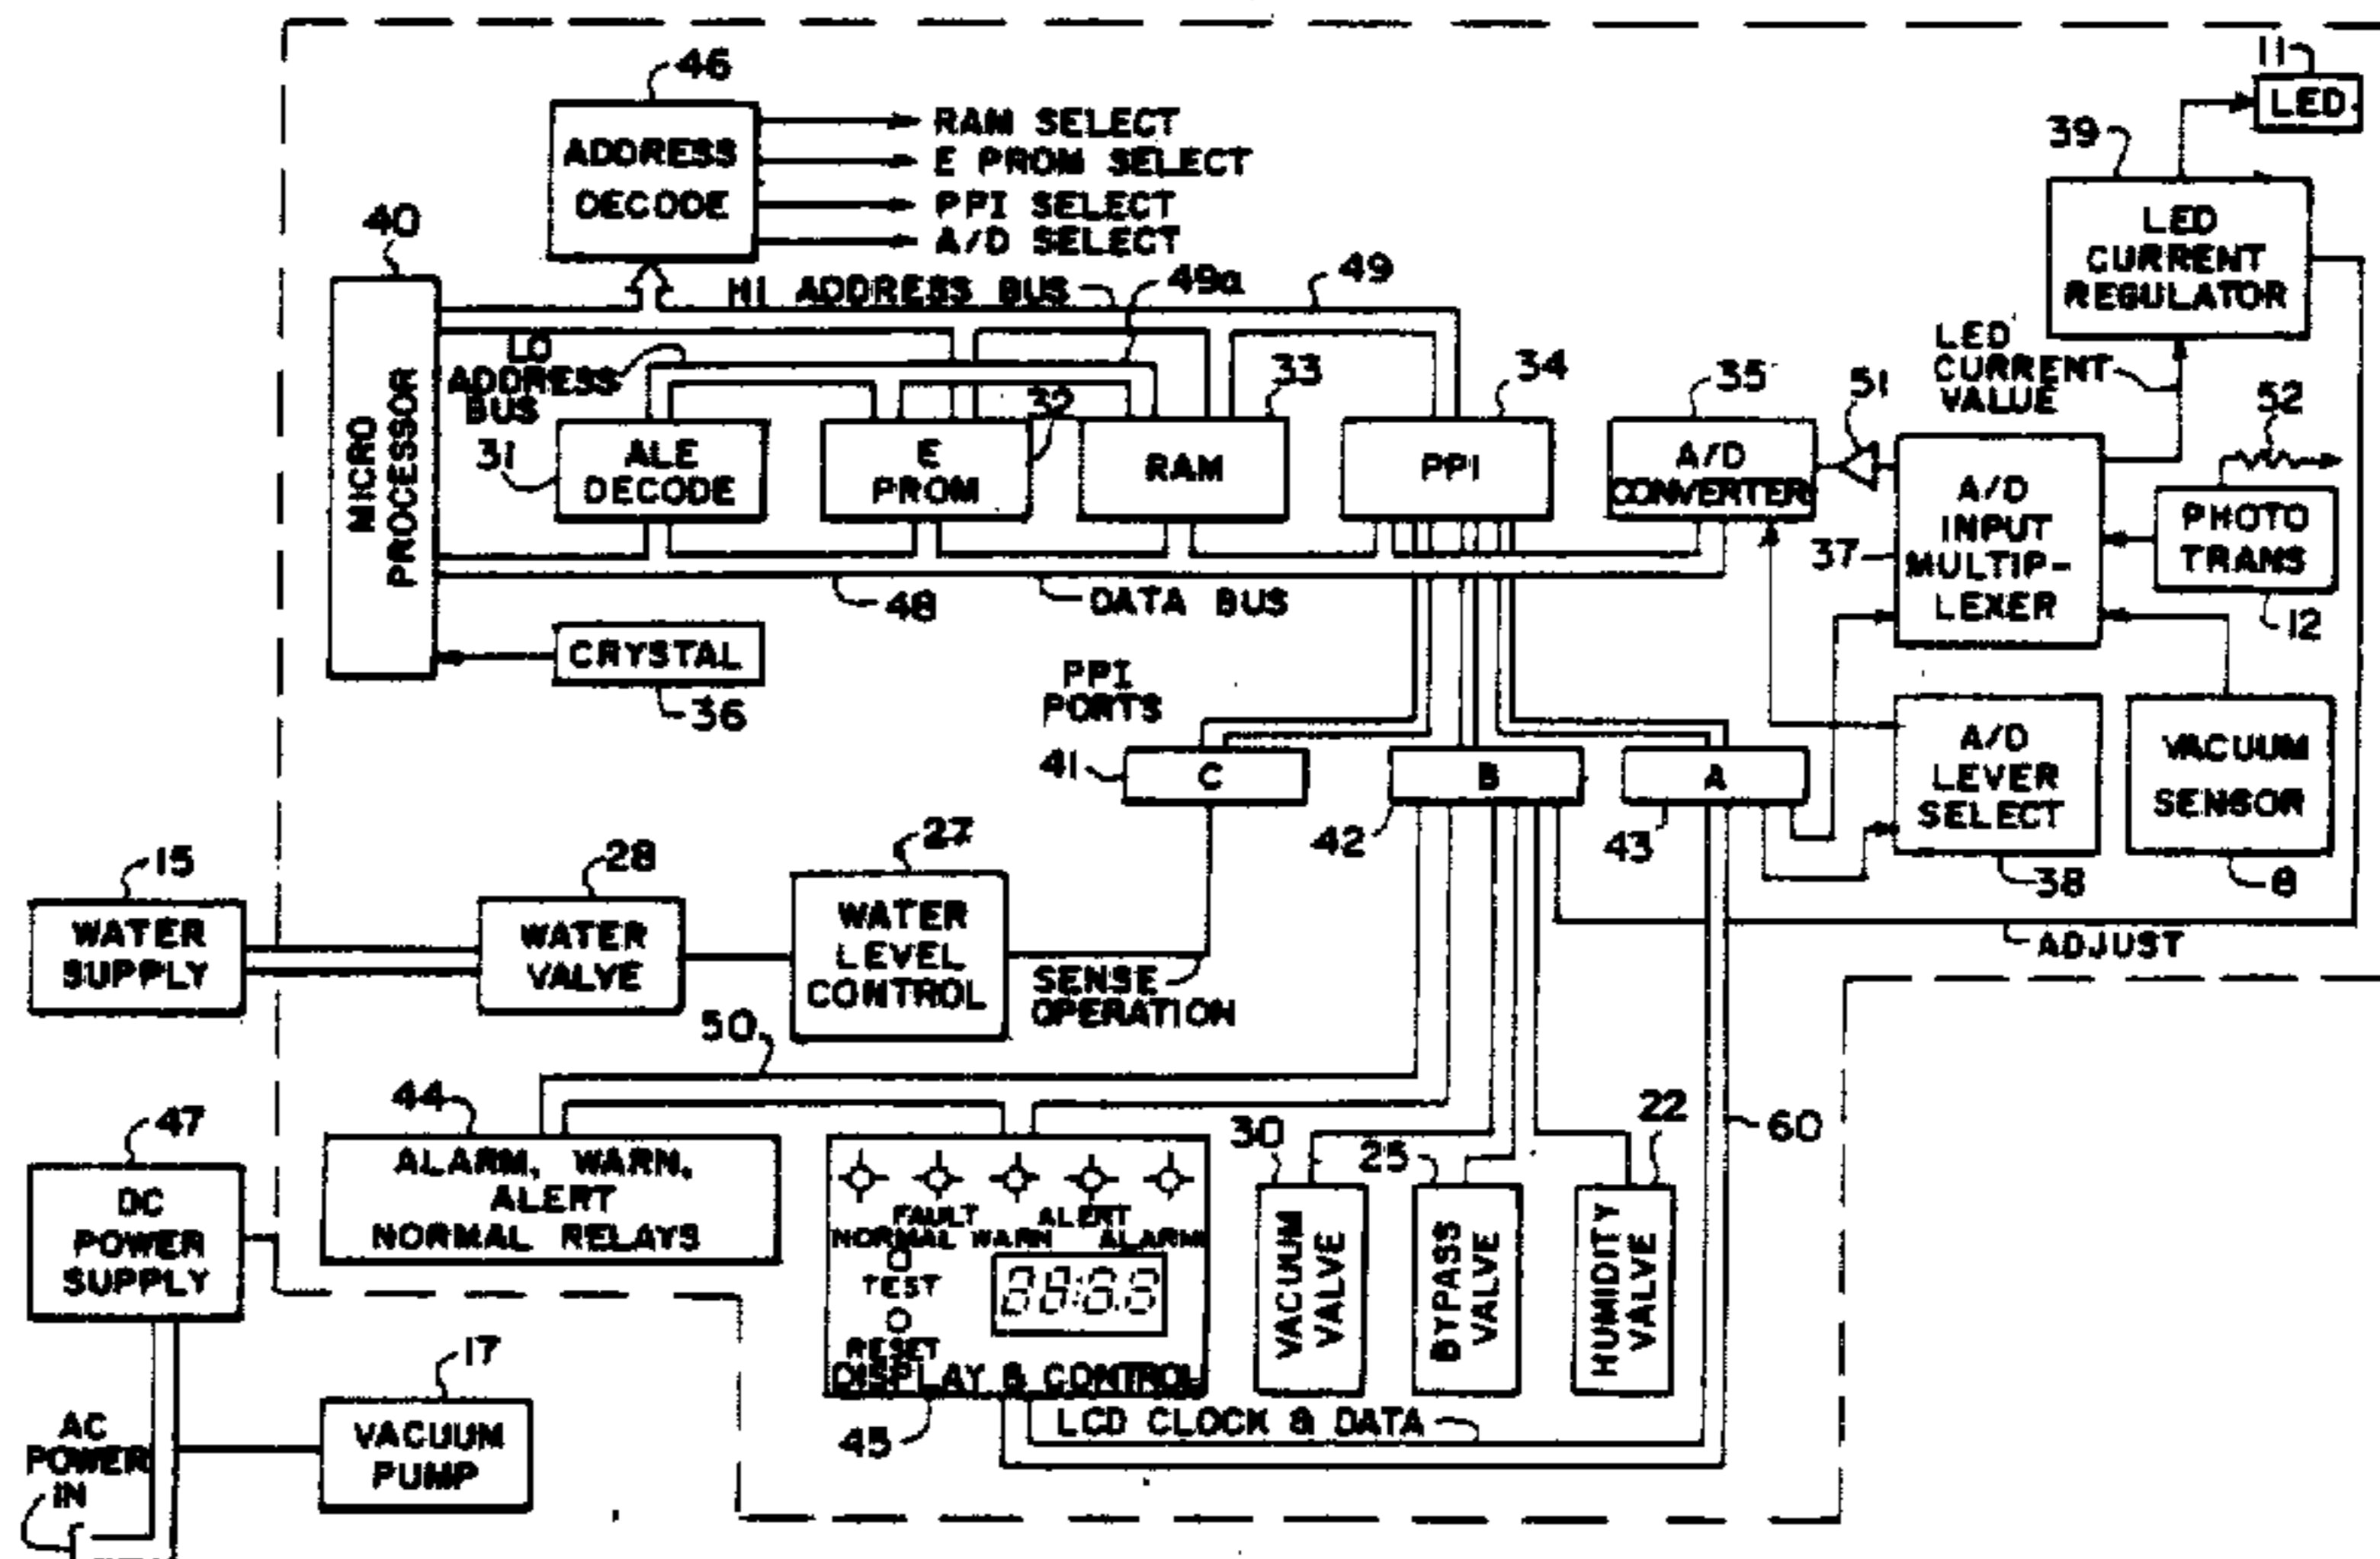 46
ADDRESS
DECODE
RAM SELECT
E PROM SELECT
PPI SELECT
A/D SELECT
11
LED
39
LED
CURRENT
REGULATOR
40
MICRO
PROCESSOR
HI ADDRESS BUS
49a
49
LO
ADDRESS
BUS
31
ALE
DECODE
32
E
PROM
33
RAM
34
PPI
35
A/D
CONVERTER
51
LED
CURRENT
VALUE
52
37
A/D
INPUT
MULTIP-
LEXER
PHOTO
TRAMS
12
48
DATA BUS
CRYSTAL
36
PPI
PORTS
41
C
42
B
43
A
A/D
LEVER
SELECT
38
VACUUM
SENSOR
8
ADJUST
15
WATER
SUPPLY
28
WATER
VALVE
27
WATER
LEVEL
CONTROL
SENSE
OPERATION
50
44
ALARM, WARN,
ALERT
NORMAL RELAYS
47
DC
POWER
SUPPLY
FAULT ALERT
NORMAL WARN ALARM
TEST
RESET
88:8.8
DISPLAY & CONTROL
45
30
VACUUM
VALVE
25
BYPASS
VALVE
22
HUMIDITY
VALVE
60
LCD CLOCK & DATA
17
VACUUM
PUMP
AC
POWER
IN